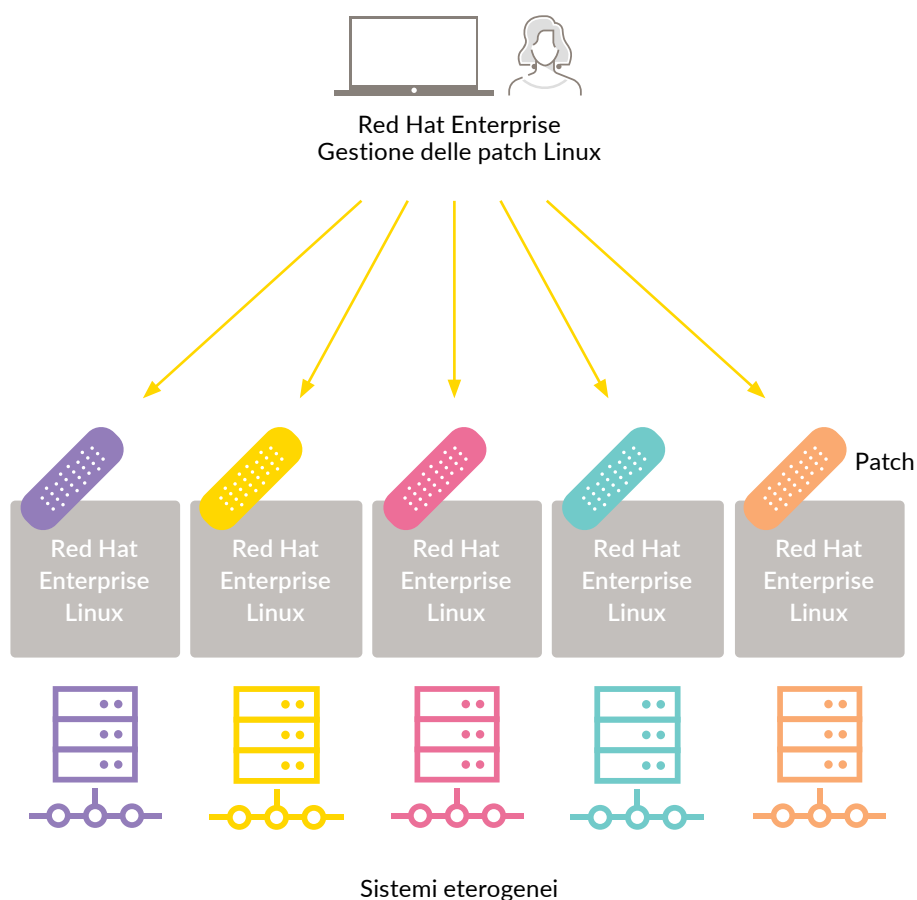 Red Hat Enterprise
Gestione delle patch Linux
Patch
Red Hat
Enterprise
Linux
Red Hat
Enterprise
Linux
Red Hat
Enterprise
Linux
Red Hat
Enterprise
Linux
Red Hat
Enterprise
Linux
Sistemi eterogenei